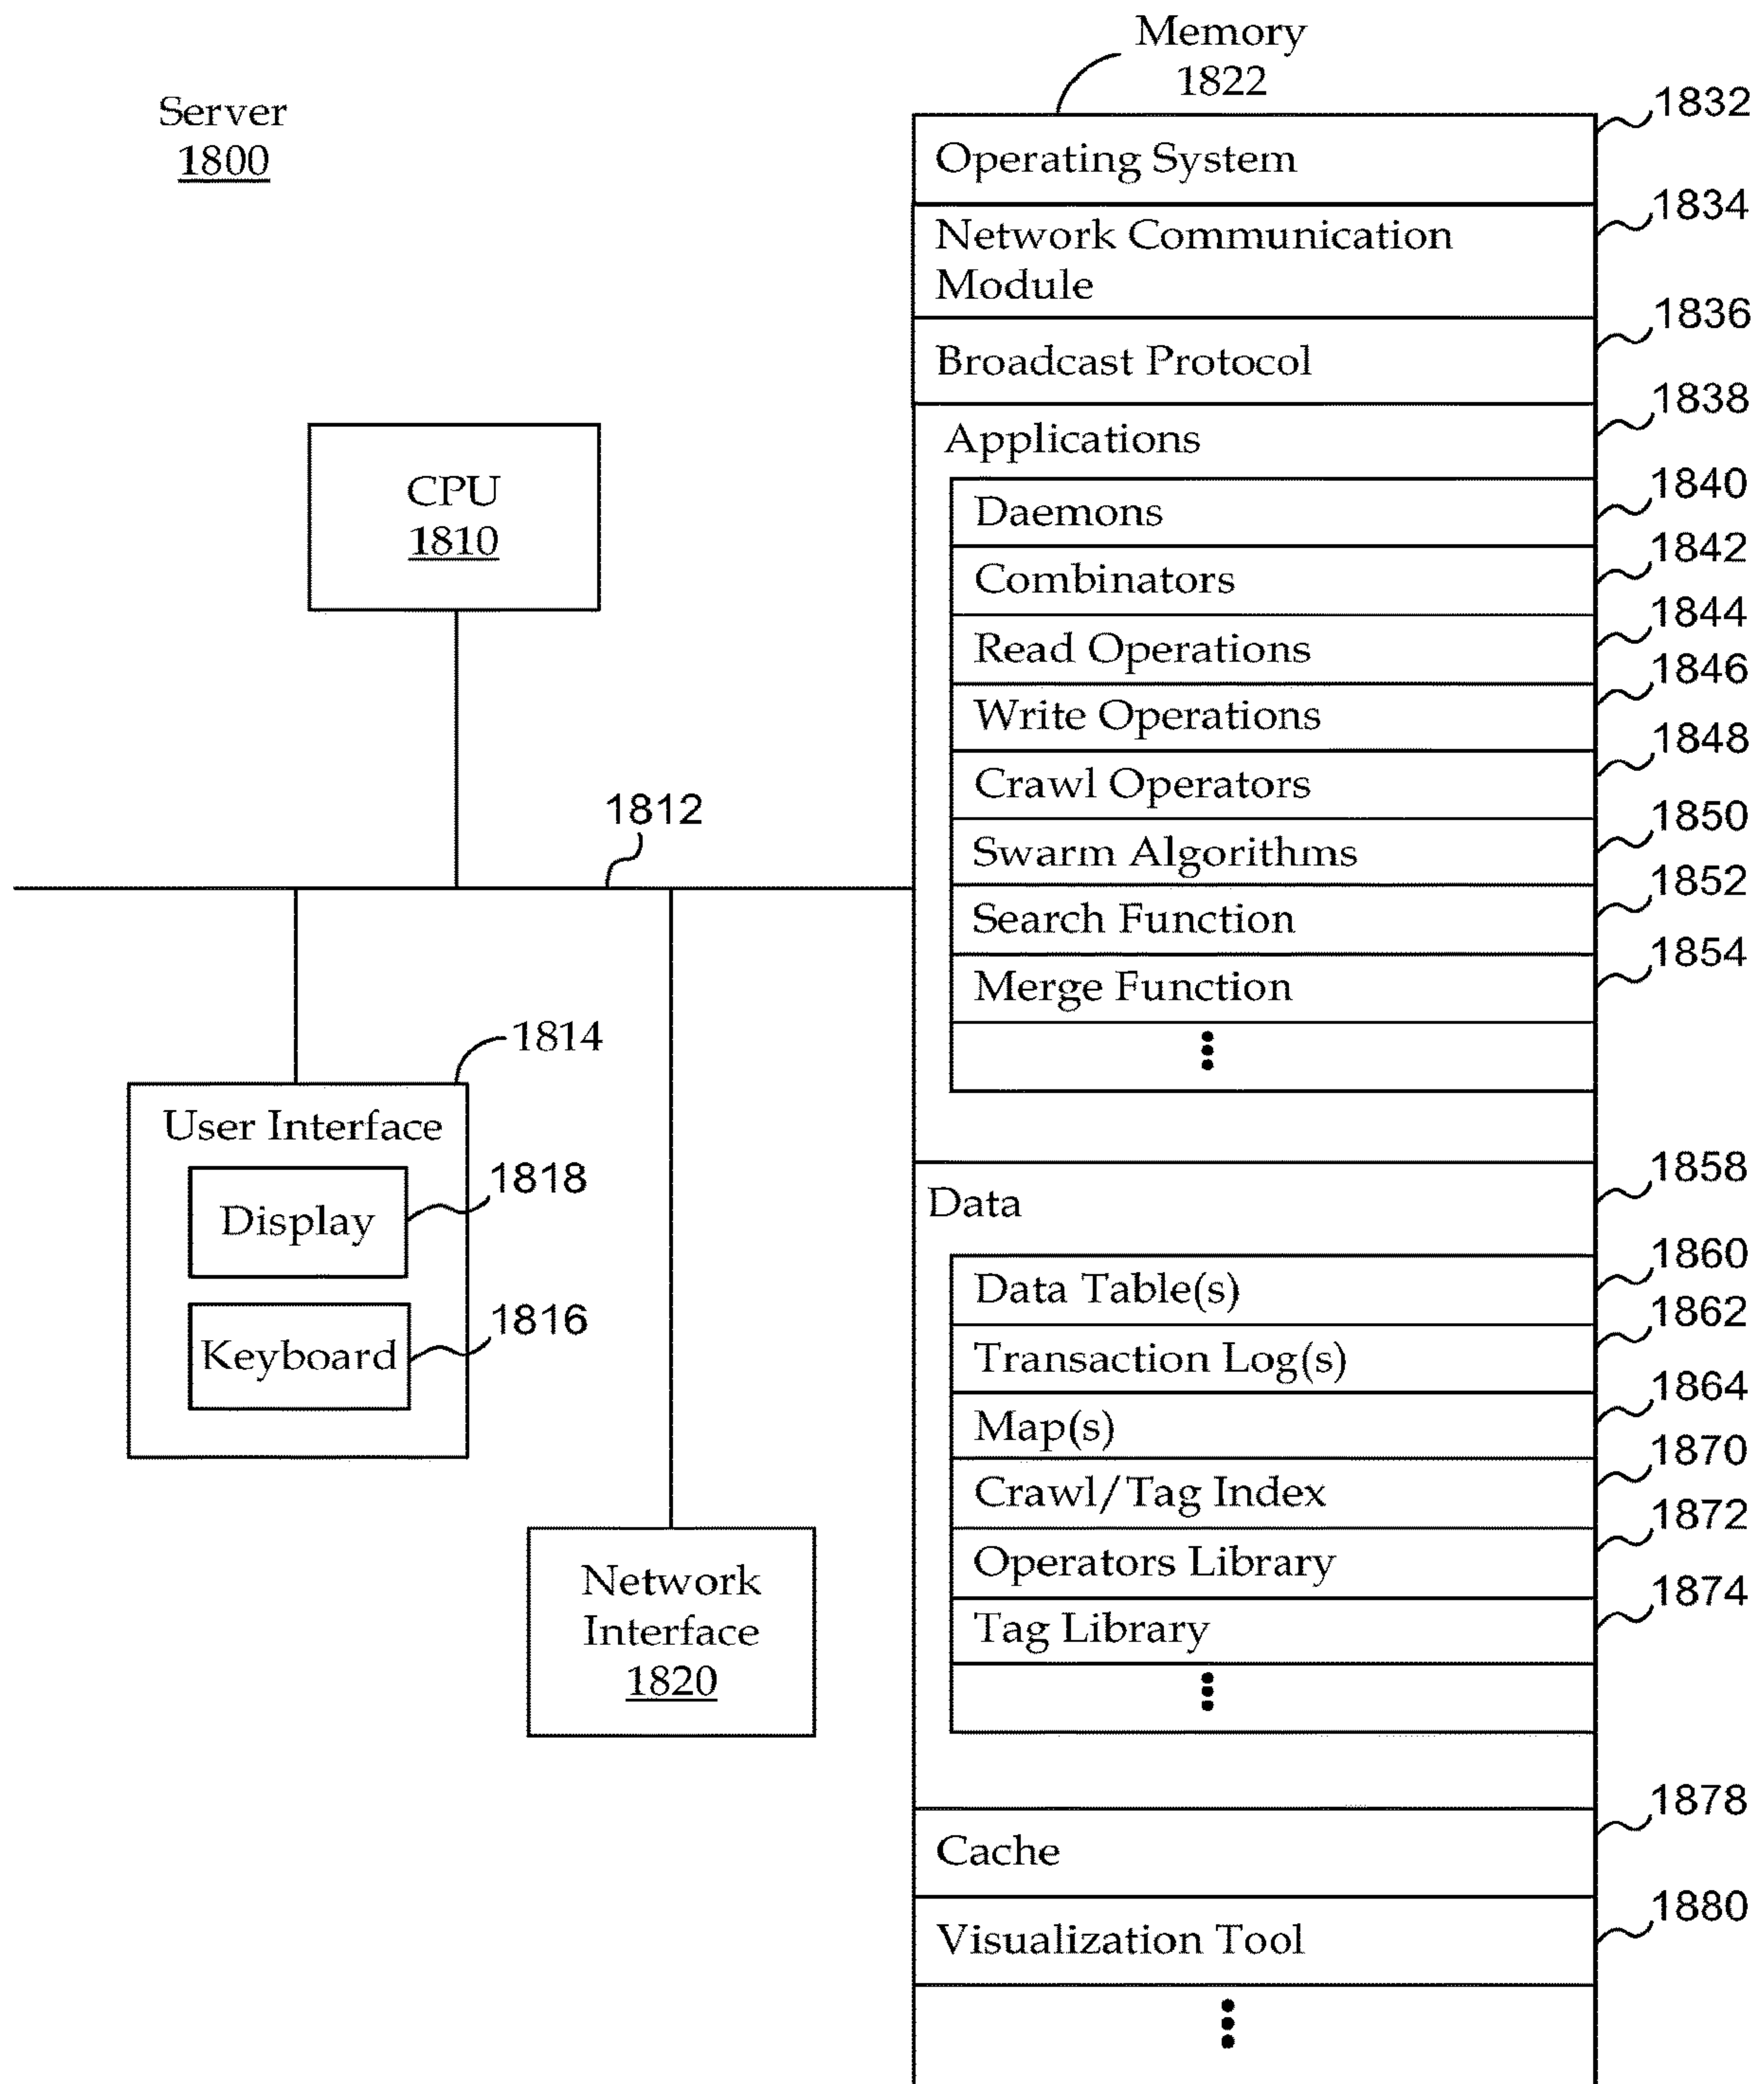 Memory
1822
Server
1800
1832
Operating System
1834
Network Communication
Module
1836
Broadcast Protocol
1838
Applications
1840
Daemons
1842
Combinators
1844
Read Operations
1846
Write Operations
1848
Crawl Operators
1850
Swarm Algorithms
1852
Search Function
1854
Merge Function
CPU
1810
1812
1814
User Interface
1818
Display
1816
Keyboard
Network
Interface
1820
1858
Data
1860
Data Table(s)
1862
Transaction Log(s)
1864
Map(s)
1870
Crawl/Tag Index
1872
Operators Library
1874
Tag Library
1878
Cache
1880
Visualization Tool